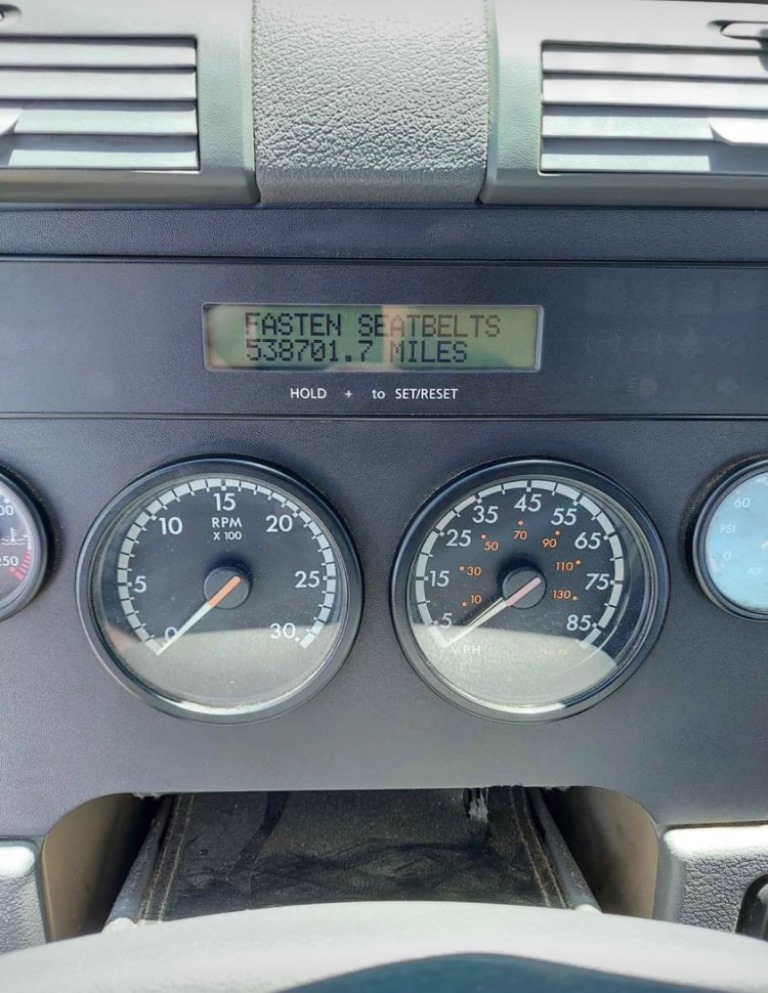 FASTEN SEATBELTS
538701.7 MILES
HOLD + to SET/RESET
0 5 10 15 20 25 30
RPM
X 100
5 15 25 35 45 55 65 75 85
MPH
10 30 50 70 90 110 130
60
PSI
0